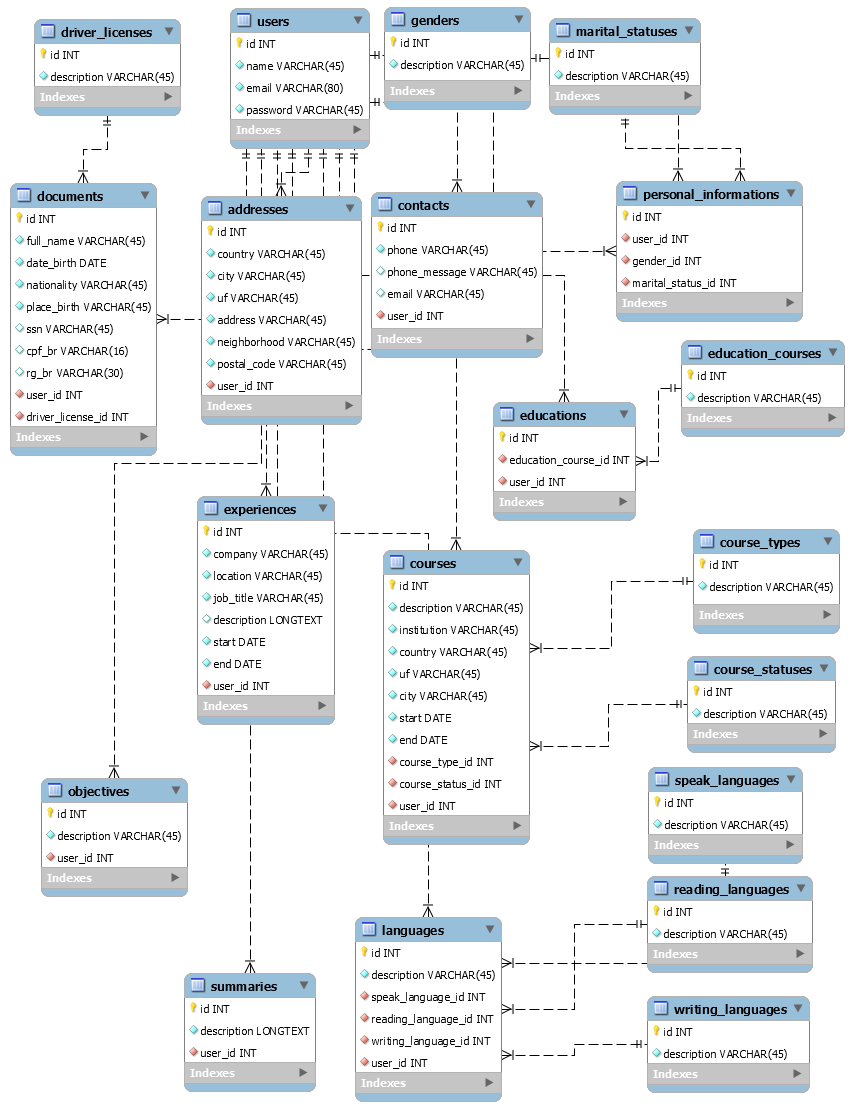 driver_licenses
id INT
description VARCHAR(45)
Indexes
users
id INT
name VARCHAR(45)
email VARCHAR(80)
password VARCHAR(45)
Indexes
genders
id INT
description VARCHAR(45)
Indexes
marital_statuses
id INT
description VARCHAR(45)
Indexes
documents
id INT
full_name VARCHAR(45)
date_birth DATE
nationality VARCHAR(45)
place_birth VARCHAR(45)
ssn VARCHAR(45)
cpf_br VARCHAR(16)
rg_br VARCHAR(30)
user_id INT
driver_license_id INT
Indexes
addresses
id INT
country VARCHAR(45)
city VARCHAR(45)
uf VARCHAR(45)
address VARCHAR(45)
neighborhood VARCHAR(45)
postal_code VARCHAR(45)
user_id INT
Indexes
contacts
id INT
phone VARCHAR(45)
phone_message VARCHAR(45)
email VARCHAR(45)
user_id INT
Indexes
personal_informations
id INT
user_id INT
gender_id INT
marital_status_id INT
Indexes
education_courses
id INT
description VARCHAR(45)
Indexes
educations
id INT
education_course_id INT
user_id INT
Indexes
experiences
id INT
company VARCHAR(45)
location VARCHAR(45)
job_title VARCHAR(45)
description LONGTEXT
start DATE
end DATE
user_id INT
Indexes
courses
id INT
description VARCHAR(45)
institution VARCHAR(45)
country VARCHAR(45)
uf VARCHAR(45)
city VARCHAR(45)
start DATE
end DATE
course_type_id INT
course_status_id INT
user_id INT
Indexes
course_types
id INT
description VARCHAR(45)
Indexes
course_statuses
id INT
description VARCHAR(45)
Indexes
objectives
id INT
description VARCHAR(45)
user_id INT
Indexes
speak_languages
id INT
description VARCHAR(45)
Indexes
reading_languages
id INT
description VARCHAR(45)
Indexes
languages
id INT
description VARCHAR(45)
speak_language_id INT
reading_language_id INT
writing_language_id INT
user_id INT
Indexes
summaries
id INT
description LONGTEXT
user_id INT
Indexes
writing_languages
id INT
description VARCHAR(45)
Indexes